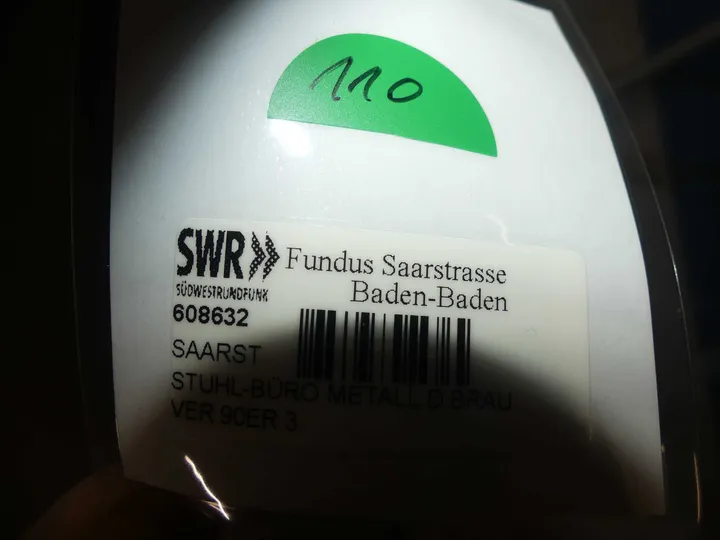 110
SWR
SÜDWESTRUNDFUNK
Fundus Saarstrasse
Baden-Baden
608632
SAARST
STUHL-BÜRO METALL D.BRAU
VER 90ER 3